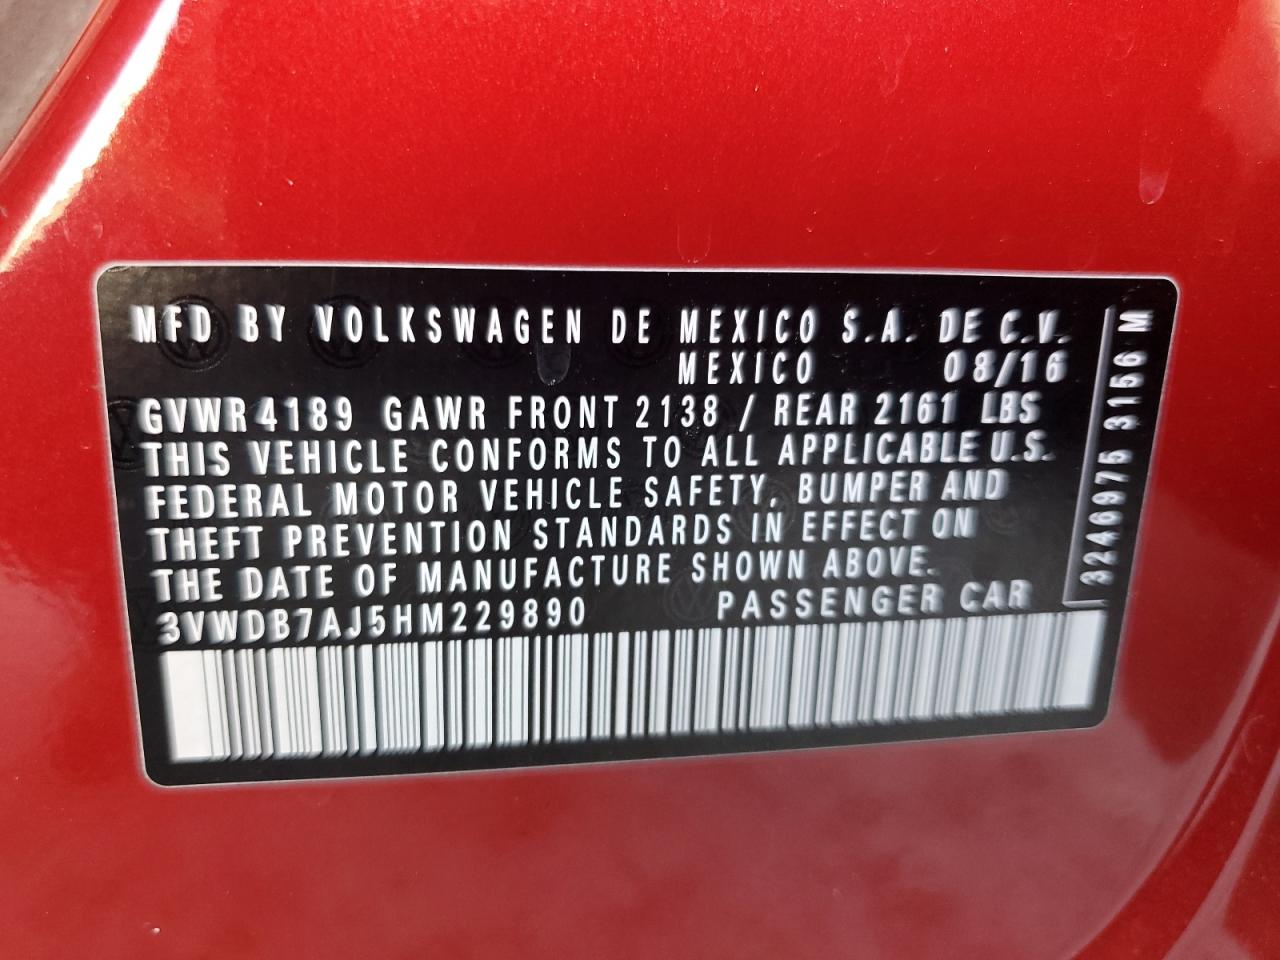 MFD BY VOLKSWAGEN DE MEXICO S.A. DE C.V.
MEXICO 08/16
GVWR 4189 GAWR FRONT 2138 / REAR 2161 LBS
THIS VEHICLE CONFORMS TO ALL APPLICABLE U.S.
FEDERAL MOTOR VEHICLE SAFETY, BUMPER AND
THEFT PREVENTION STANDARDS IN EFFECT ON
THE DATE OF MANUFACTURE SHOWN ABOVE.
3VWDB7AJ5HM229890 PASSENGER CAR
3246975 3156 M